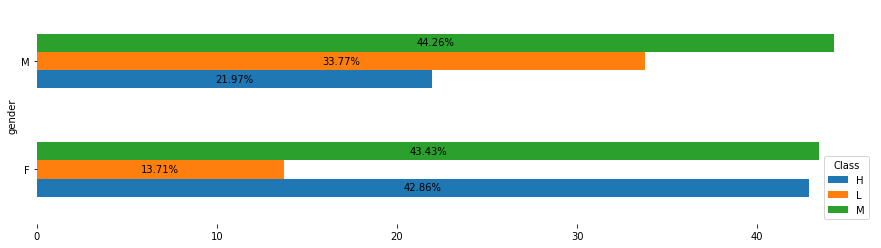 gender
M
44.26%
33.77%
21.97%
F
43.43%
13.71%
42.86%
Class
H
L
M
0 10 20 30 40